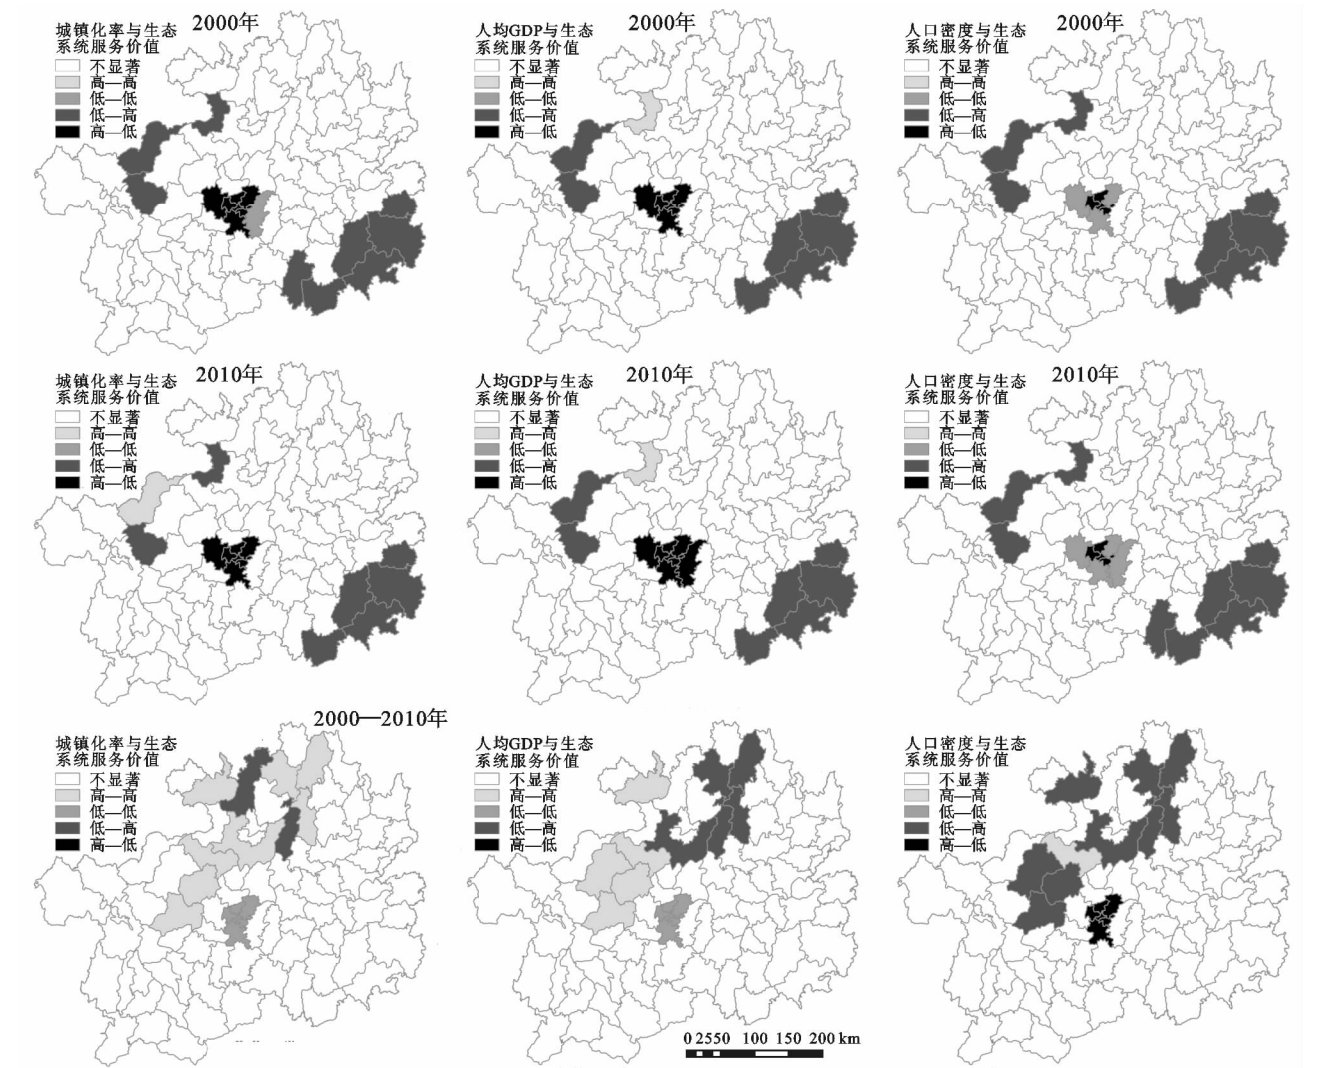 城镇化率与生态
系统服务价值
2000年
不显著
高—高
低—低
低—高
高—低
人均GDP与生态
系统服务价值
2000年
不显著
高—高
低—低
低—高
高—低
人口密度与生态
系统服务价值
2000年
不显著
高—高
低—低
低—高
高—低
城镇化率与生态
系统服务价值
2010年
不显著
高—高
低—低
低—高
高—低
人均GDP与生态
系统服务价值
2010年
不显著
高—高
低—低
低—高
高—低
人口密度与生态
系统服务价值
2010年
不显著
高—高
低—低
低—高
高—低
2000—2010年
城镇化率与生态
系统服务价值
不显著
高—高
低—低
低—高
高—低
人均GDP与生态
系统服务价值
不显著
高—高
低—低
低—高
高—低
人口密度与生态
系统服务价值
不显著
高—高
低—低
低—高
高—低
0 2550 100 150 200 km